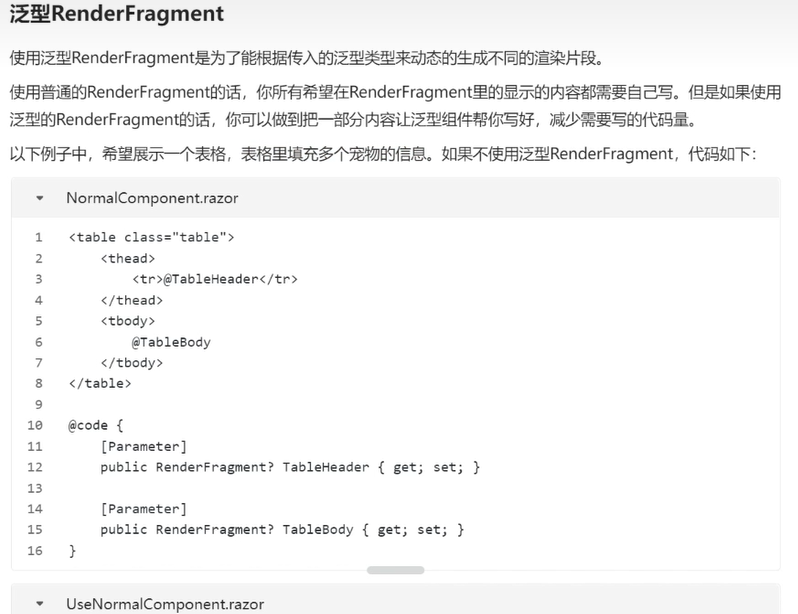 泛型RenderFragment
使用泛型RenderFragment是为了能根据传入的泛型类型来动态的生成不同的渲染片段。
使用普通的RenderFragment的话，你所有希望在RenderFragment里的显示的内容都需要自己写。但是如果使用
泛型的RenderFragment的话，你可以做到把一部分内容让泛型组件帮你写好，减少需要写的代码量。
以下例子中，希望展示一个表格，表格里填充多个宠物的信息。如果不使用泛型RenderFragment，代码如下：
NormalComponent.razor
1 <table class="table">
2     <thead>
3         <tr>@TableHeader</tr>
4     </thead>
5     <tbody>
6         @TableBody
7     </tbody>
8 </table>
9
10 @code {
11     [Parameter]
12     public RenderFragment? TableHeader { get; set; }
13
14     [Parameter]
15     public RenderFragment? TableBody { get; set; }
16 }
UseNormalComponent.razor